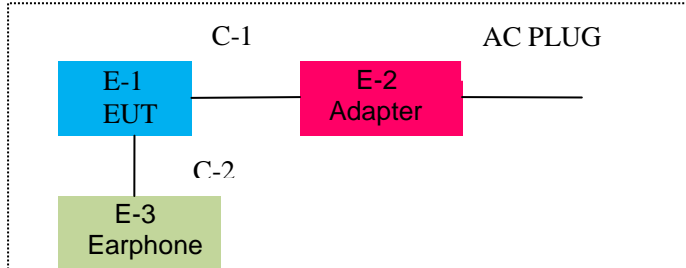 C-1
AC PLUG
E-1
EUT
E-2
Adapter
C-2
E-3
Earphone